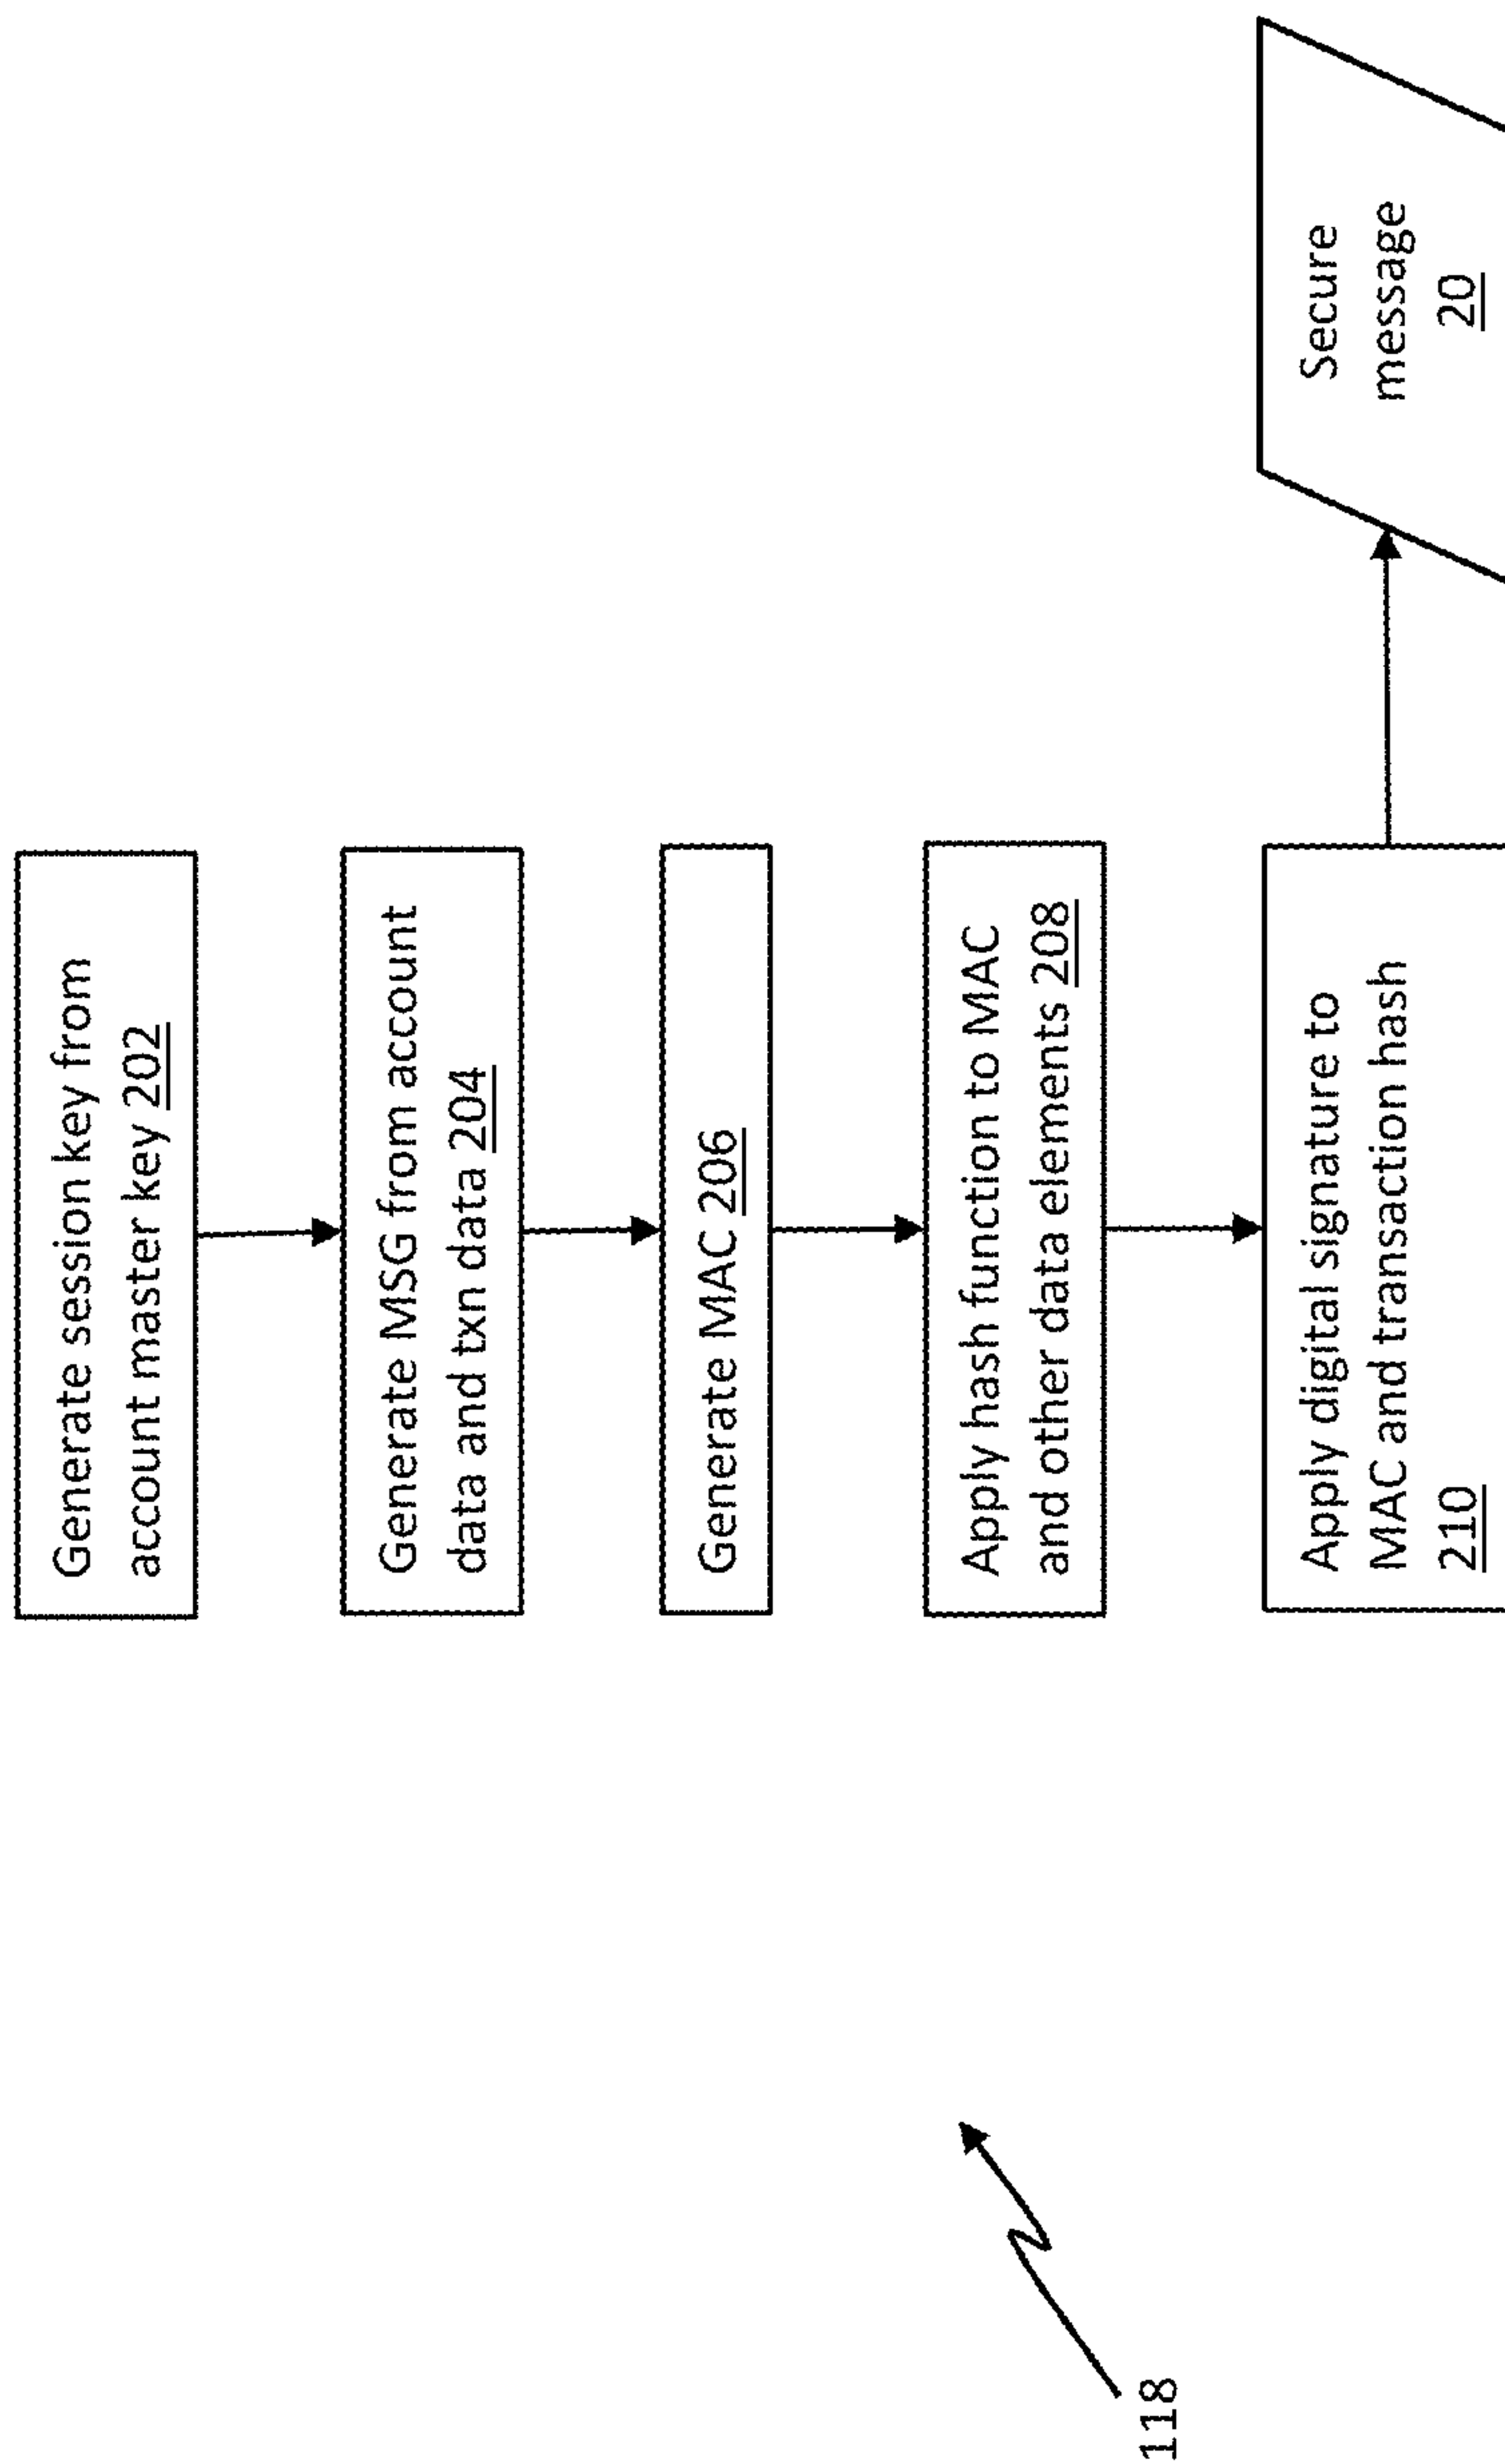 Generate session key from
account master key 202
Generate MSG from account
data and txn data 204
Generate MAC 206
Apply hash function to MAC
and other data elements 208
Apply digital signature to
MAC and transaction hash
210
Secure
message
20
118